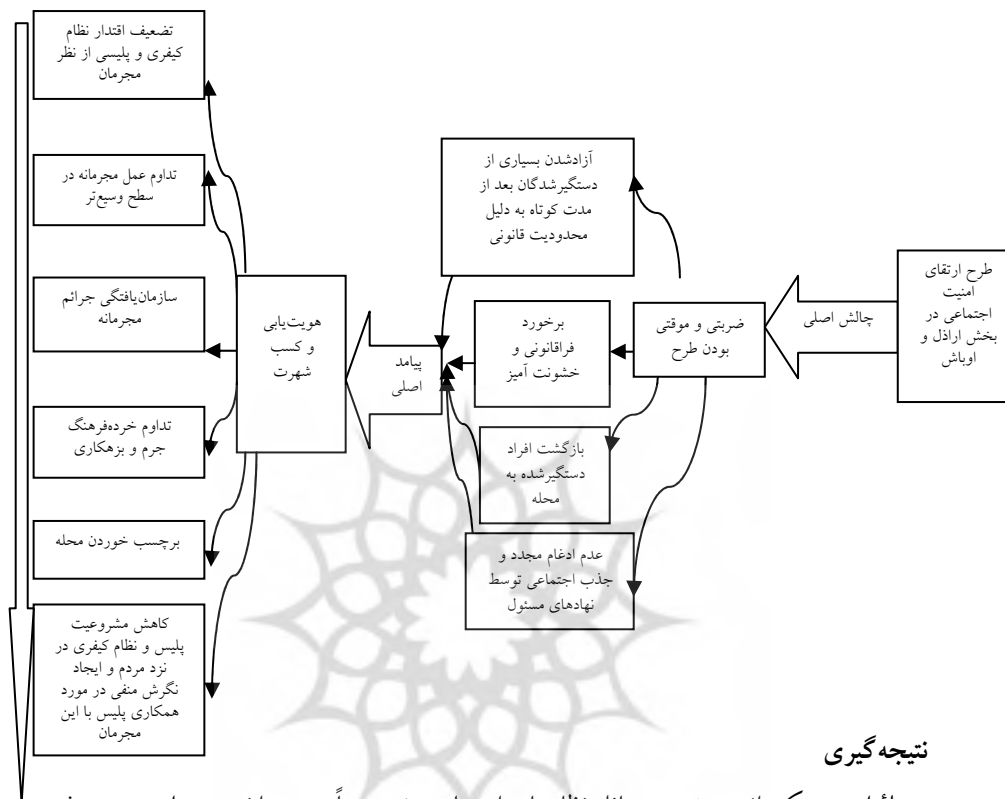 طرح ارتقای
امنیت
اجتماعی در
بخش اراذل و
اوباش
چالش اصلی
ضربتی و موقتی
بودن طرح
آزادشدن بسیاری از
دستگیرشدگان بعد از
مدت کوتاه به دلیل
محدودیت قانونی
برخورد
فراقانونی و
خشونت آمیز
بازگشت افراد
دستگیرشده به
محله
عدم ادغام مجدد و
جذب اجتماعی توسط
نهادهای مسئول
پیامد
اصلی
هویت‌یابی
و کسب
شهرت
تضعیف اقتدار نظام
کیفری و پلیسی از نظر
مجرمان
تداوم عمل مجرمانه در
سطح وسیع‌تر
سازمان‌یافتگی جرائم
مجرمانه
تداوم خرده‌فرهنگ
جرم و بزهکاری
برچسب خوردن محله
کاهش مشروعیت
پلیس و نظام کیفری در
نزد مردم و ایجاد
نگرش منفی در مورد
همکاری پلیس با این
مجرمان
نتیجه‌گیری